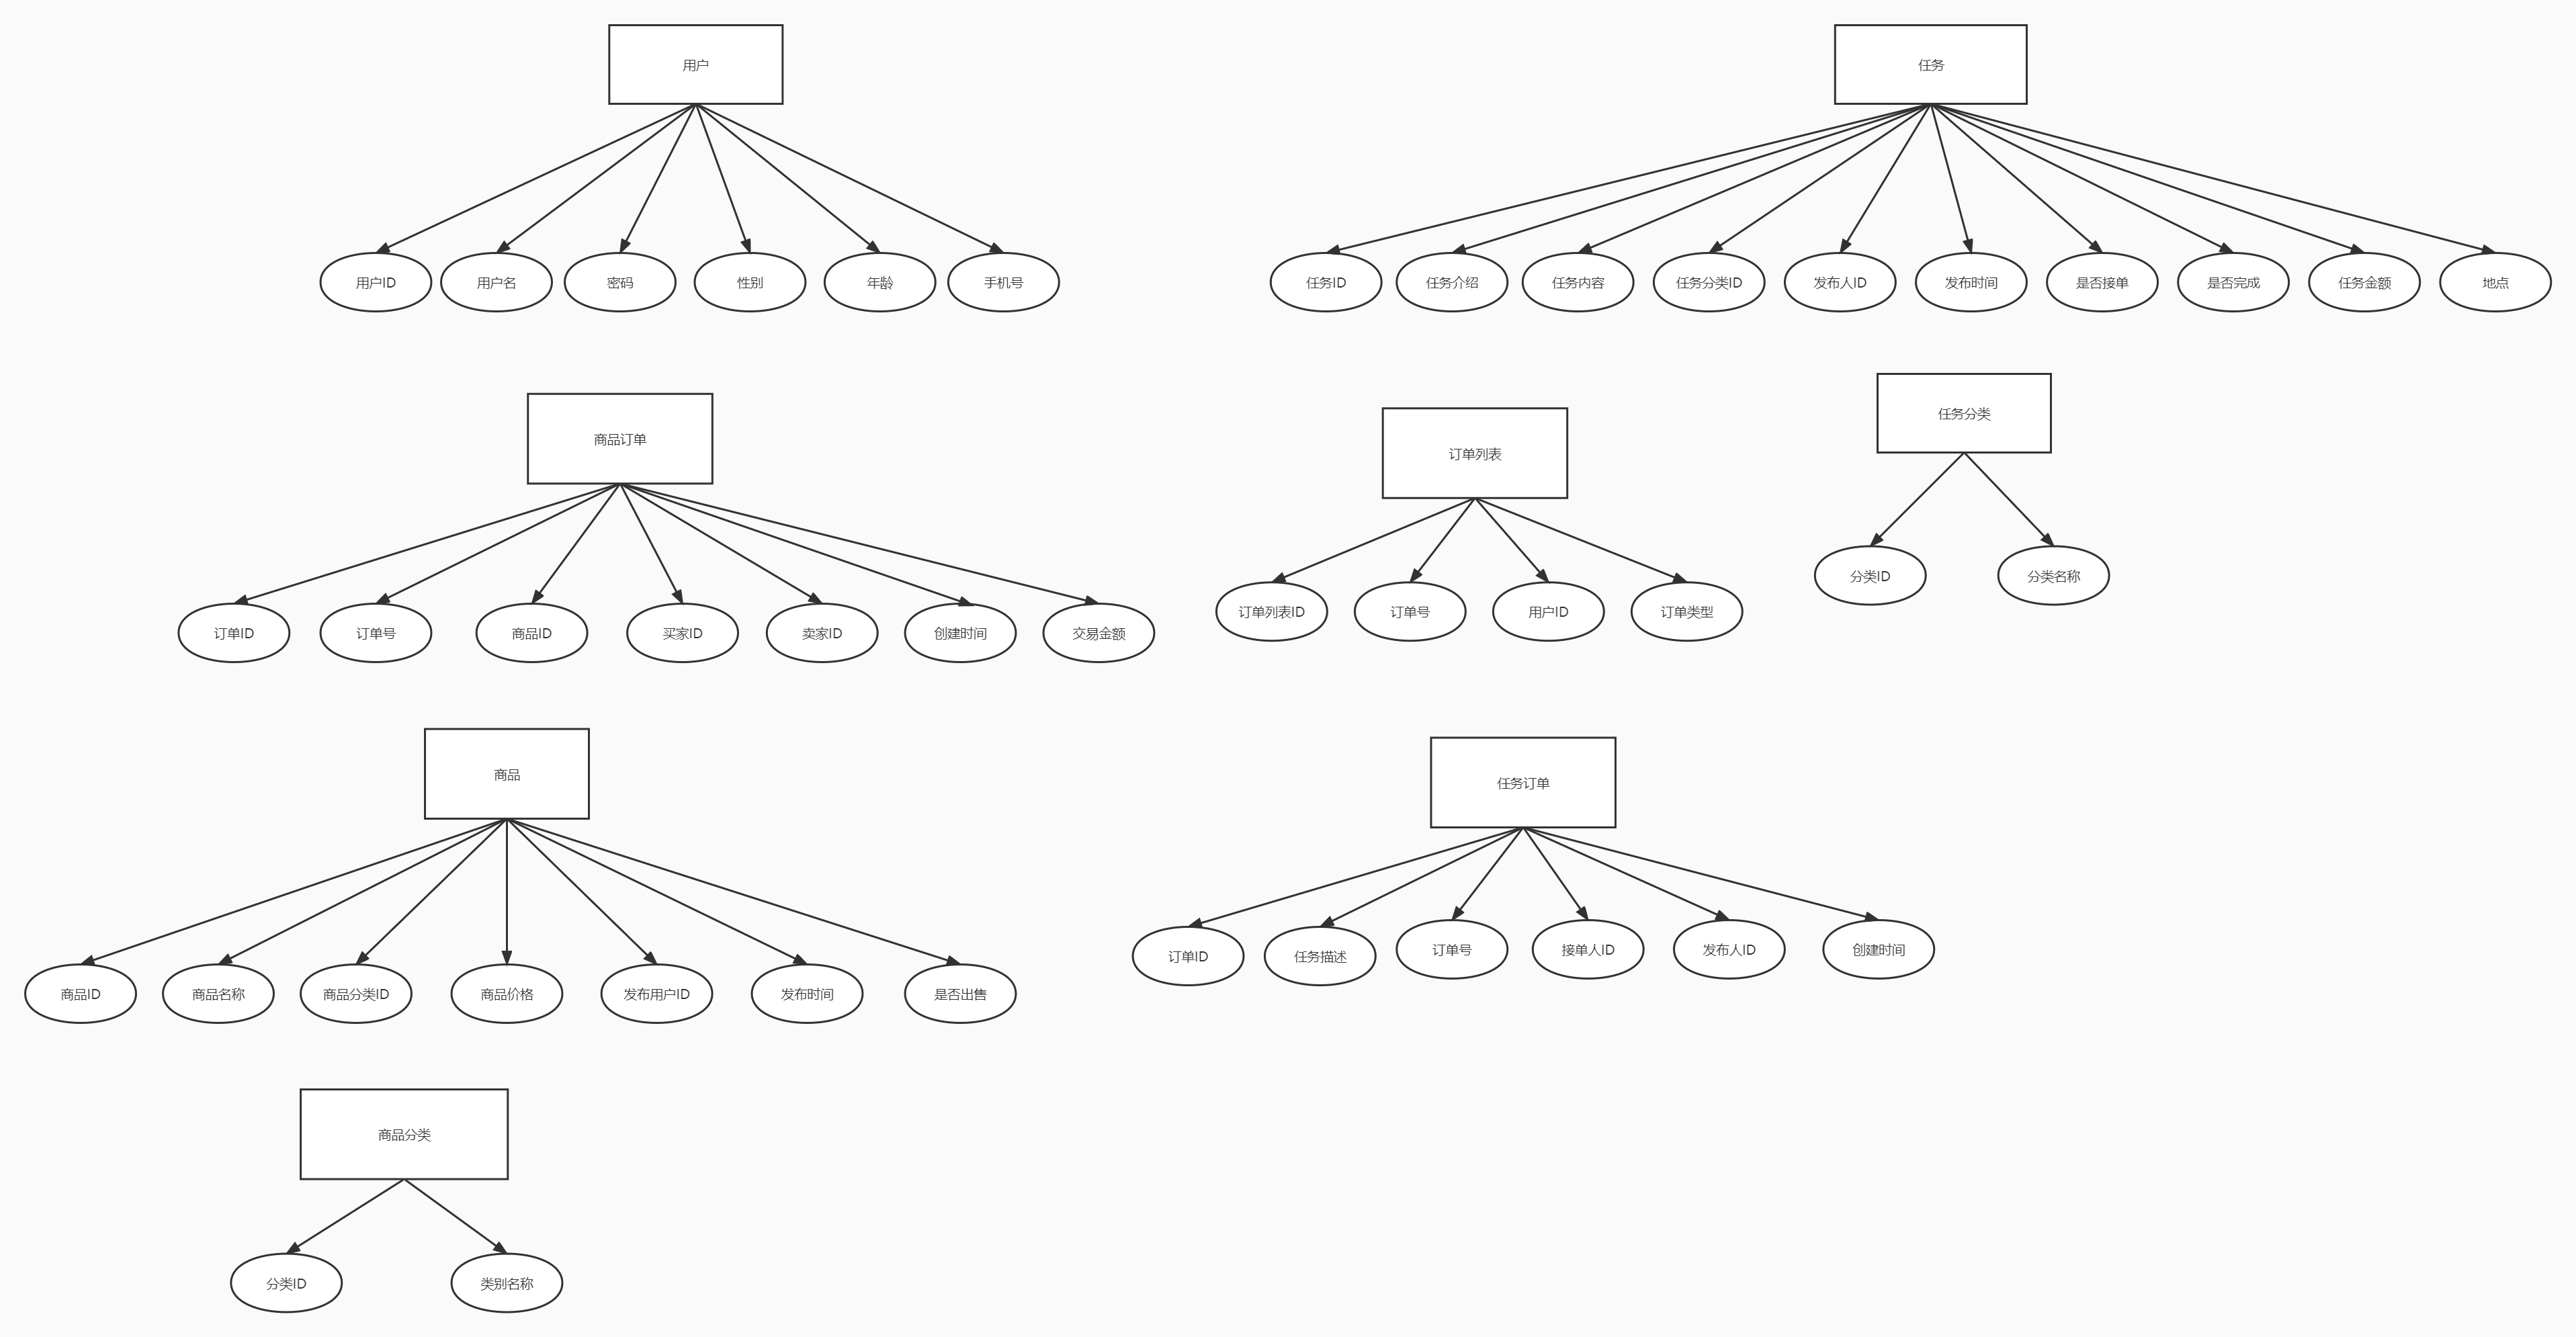 用户
任务
用户ID
用户名
密码
性别
年龄
手机号
任务ID
任务介绍
任务内容
任务分类ID
发布人ID
发布时间
是否接单
是否完成
任务金额
地点
商品订单
订单列表
任务分类
订单ID
订单号
商品ID
买家ID
卖家ID
创建时间
交易金额
订单列表ID
订单号
用户ID
订单类型
分类ID
分类名称
商品
任务订单
商品ID
商品名称
商品分类ID
商品价格
发布用户ID
发布时间
是否出售
订单ID
任务描述
订单号
接单人ID
发布人ID
创建时间
商品分类
分类ID
类别名称